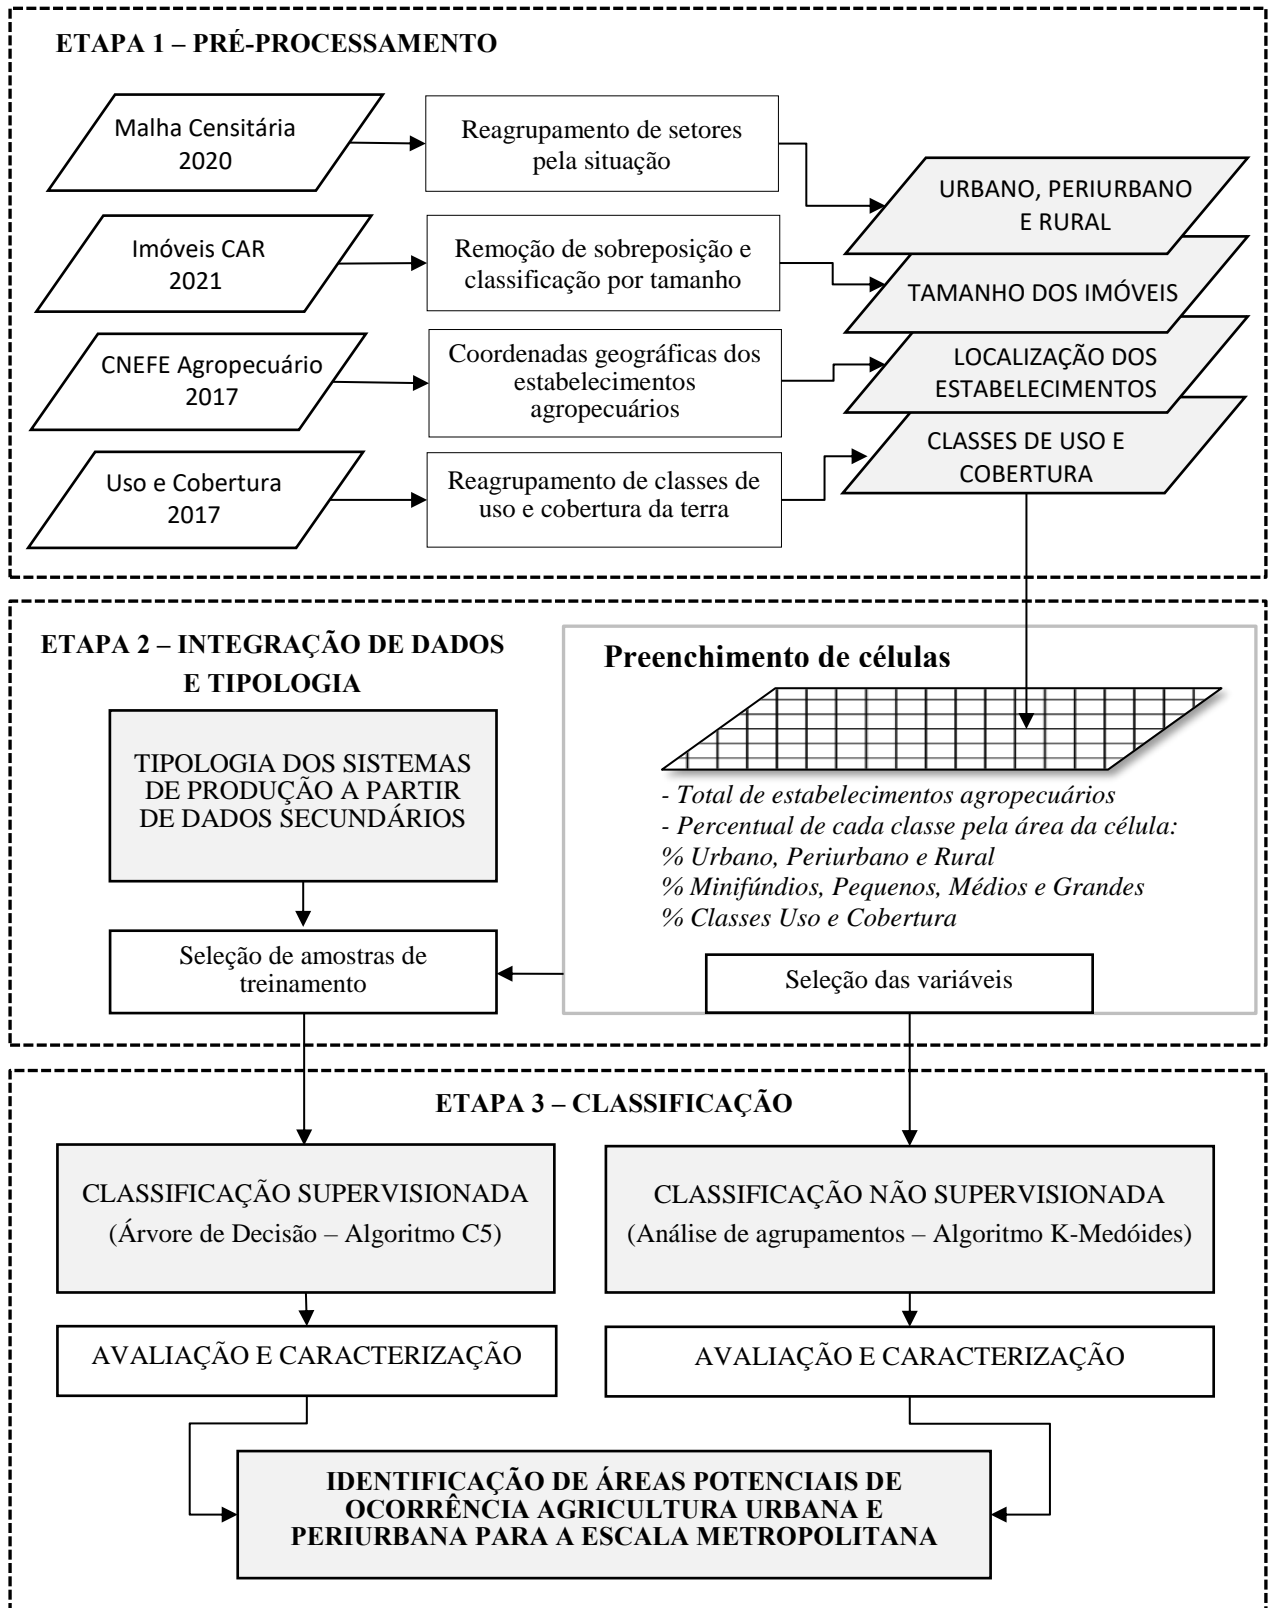 ETAPA 1 – PRÉ-PROCESSAMENTO
Malha Censitária
2020
Reagrupamento de setores
pela situação
URBANO, PERIURBANO
E RURAL
Imóveis CAR
2021
Remoção de sobreposição e
classificação por tamanho
TAMANHO DOS IMÓVEIS
CNEFE Agropecuário
2017
Coordenadas geográficas dos
estabelecimentos
agropecuários
LOCALIZAÇÃO DOS
ESTABELECIMENTOS
Uso e Cobertura
2017
Reagrupamento de classes de
uso e cobertura da terra
CLASSES DE USO E
COBERTURA
ETAPA 2 – INTEGRAÇÃO DE DADOS
E TIPOLOGIA
TIPOLOGIA DOS SISTEMAS
DE PRODUÇÃO A PARTIR
DE DADOS SECUNDÁRIOS
Seleção de amostras de
treinamento
Preenchimento de células
- Total de estabelecimentos agropecuários
- Percentual de cada classe pela área da célula:
% Urbano, Periurbano e Rural
% Minifúndios, Pequenos, Médios e Grandes
% Classes Uso e Cobertura
Seleção das variáveis
ETAPA 3 – CLASSIFICAÇÃO
CLASSIFICAÇÃO SUPERVISIONADA
(Árvore de Decisão – Algoritmo C5)
AVALIAÇÃO E CARACTERIZAÇÃO
CLASSIFICAÇÃO NÃO SUPERVISIONADA
(Análise de agrupamentos – Algoritmo K-Medóides)
AVALIAÇÃO E CARACTERIZAÇÃO
IDENTIFICAÇÃO DE ÁREAS POTENCIAIS DE
OCORRÊNCIA AGRICULTURA URBANA E
PERIURBANA PARA A ESCALA METROPOLITANA